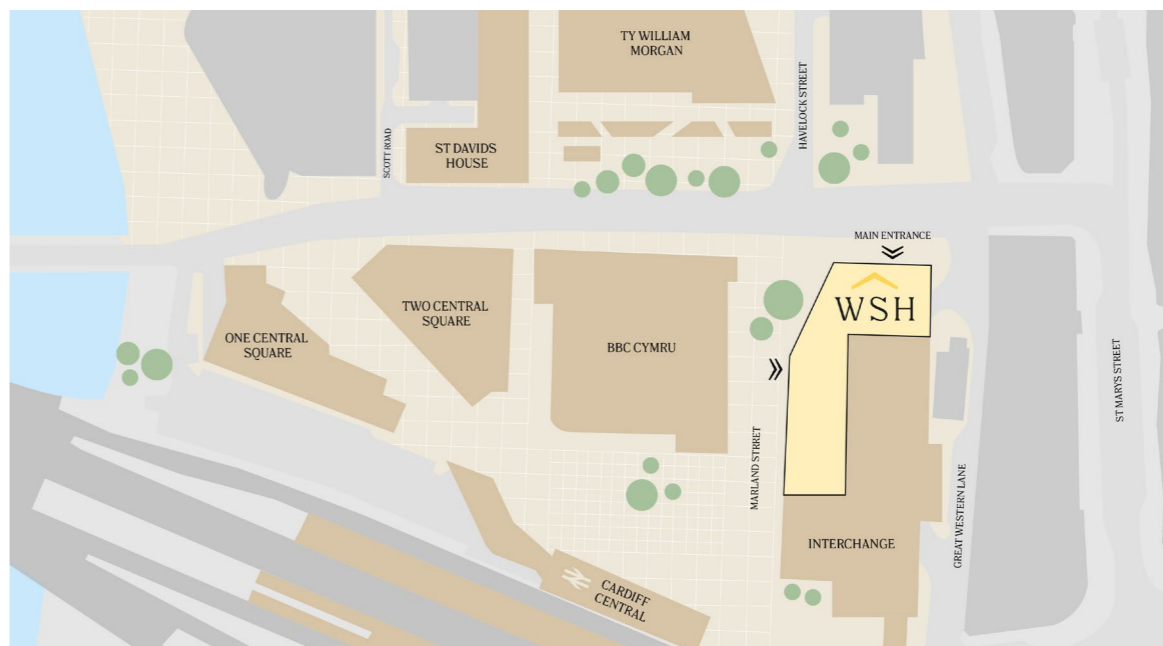 TY WILLIAM
MORGAN
HAVELOCK STREET
SCOTT ROAD
ST DAVIDS
HOUSE
MAIN ENTRANCE
WSH
TWO CENTRAL
SQUARE
ONE CENTRAL
SQUARE
BBC CYMRU
ST MARYS STREET
MARLAND STRRET
GREAT WESTERN LANE
INTERCHANGE
CARDIFF
CENTRAL